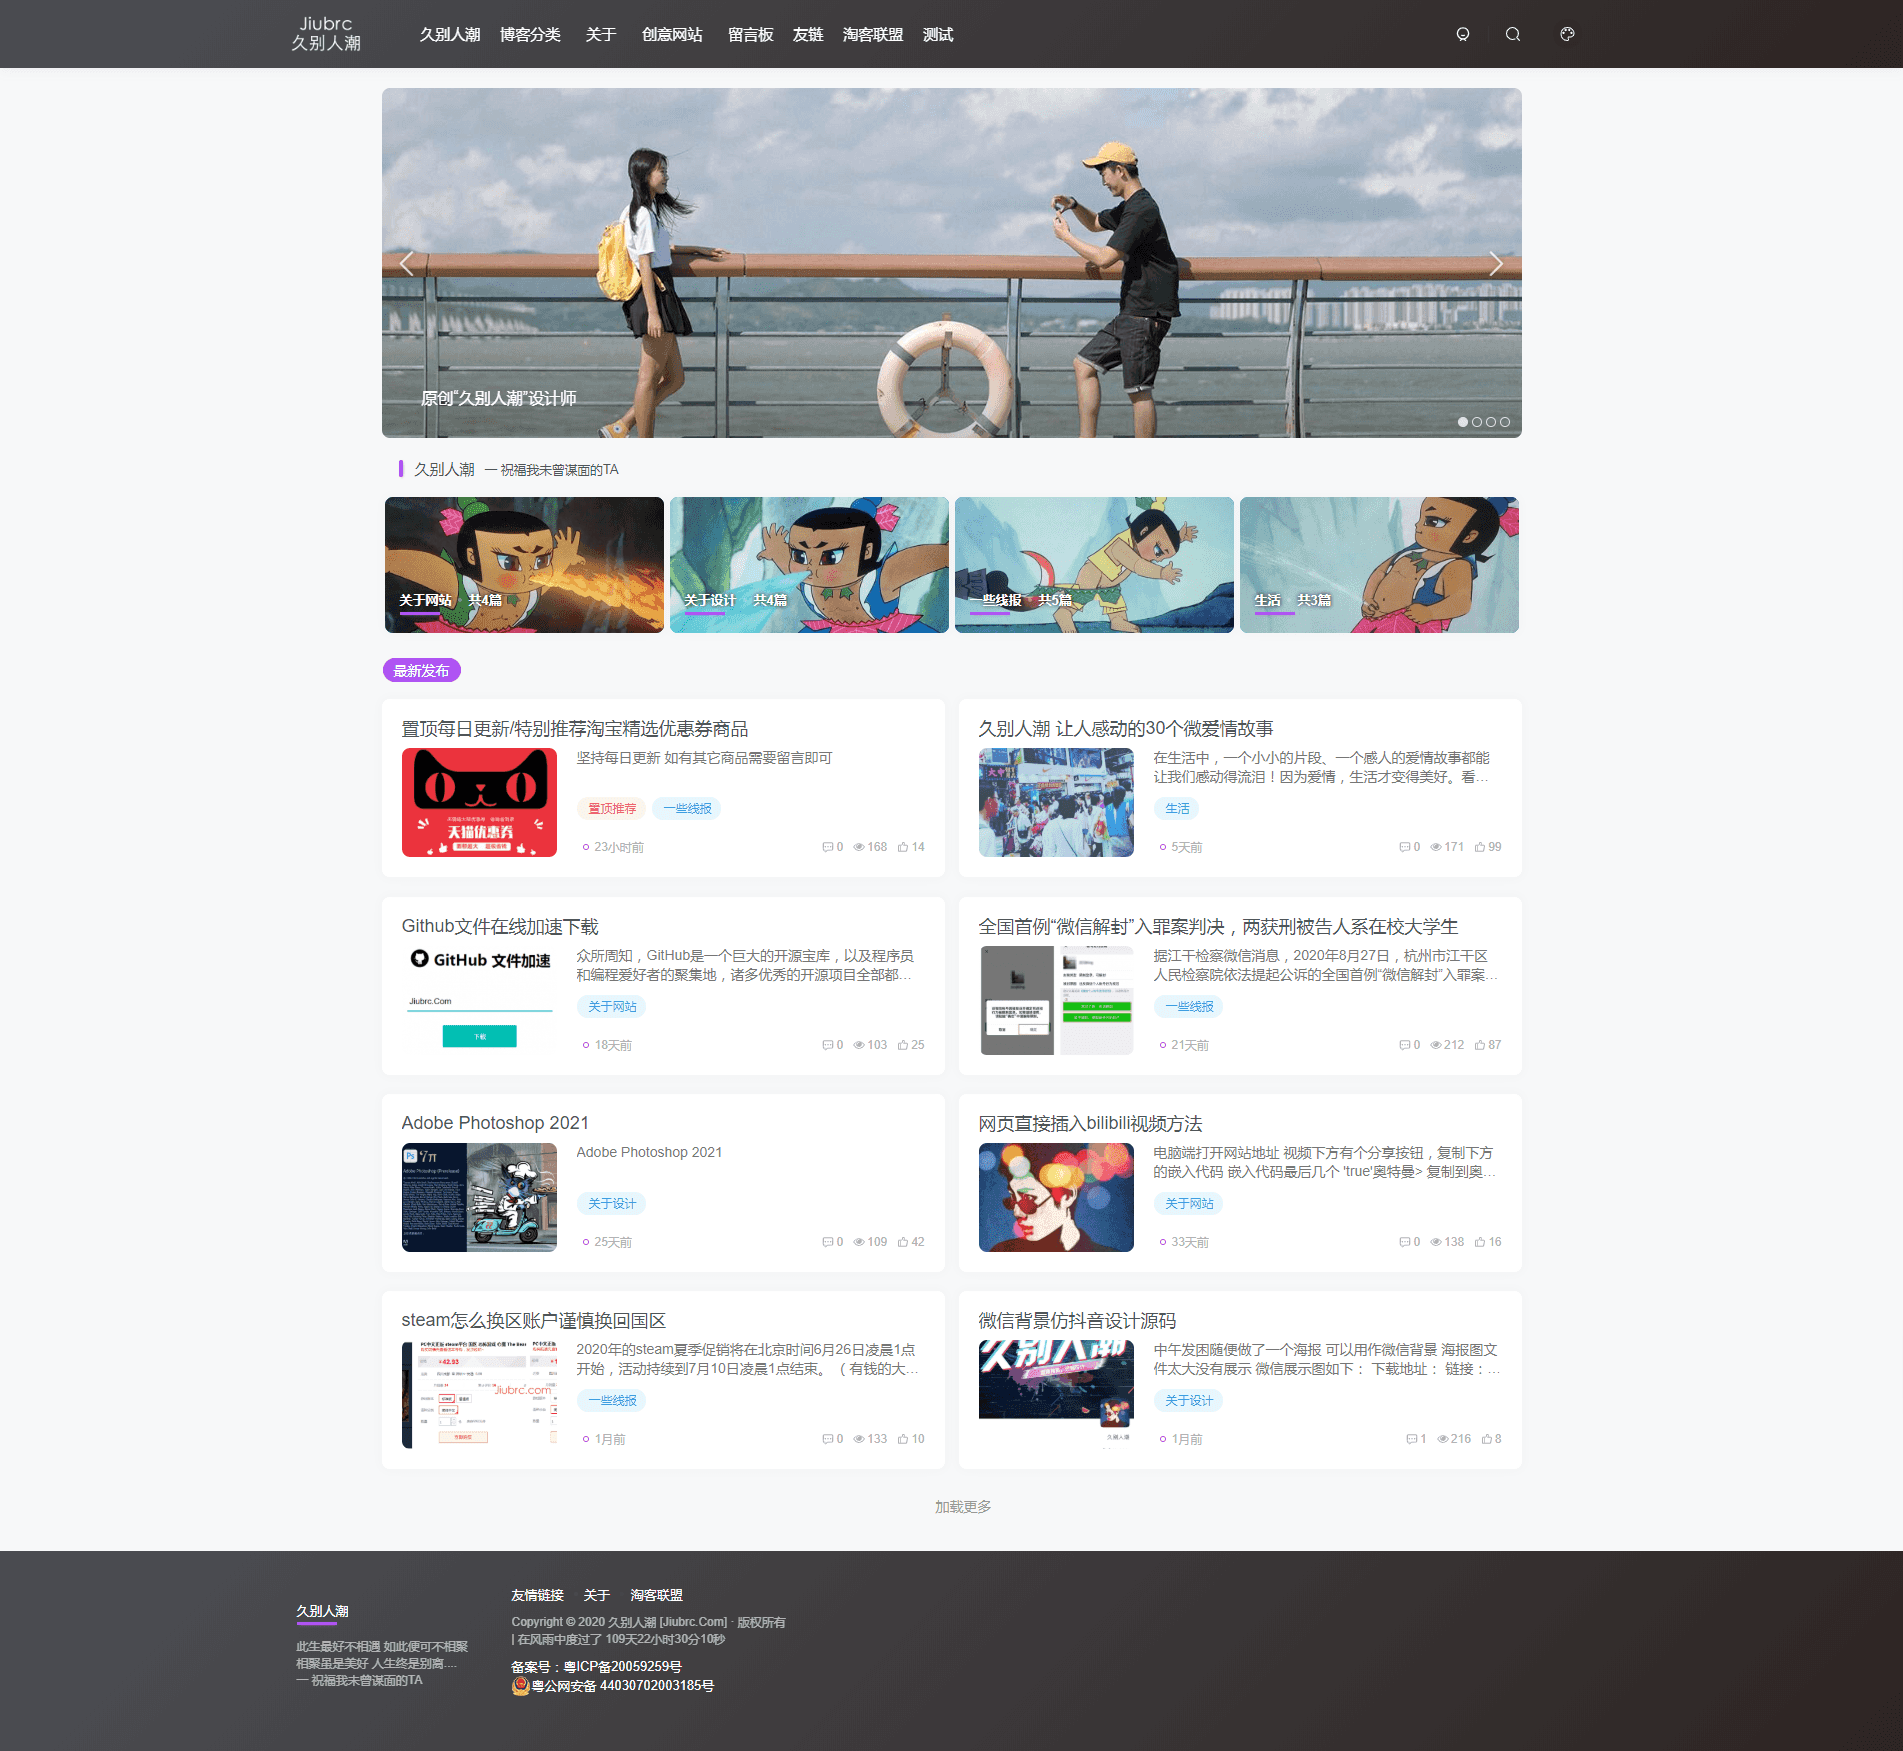 Jiubrc
久别人潮
久别人潮 博客分类 关于 创意网站 留言板 友链 淘客联盟 测试
原创“久别人潮”设计师
久别人潮 一 祝福我未曾谋面的TA
关于网站 共4篇
关于设计 共4篇
一些线报 共5篇
生活 共3篇
最新发布
置顶每日更新/特别推荐淘宝精选优惠券商品
坚持每日更新 如有其它商品需要留言即可
天猫优惠券
置顶推荐 一些线报
23小时前 0 168 14
久别人潮 让人感动的30个微爱情故事
在生活中，一个小小的片段、一个感人的爱情故事都能
让我们感动得流泪！因为爱情，生活才变得美好。看…
生活
5天前 0 171 99
Github文件在线加速下载
GitHub 文件加速
Jiubrc.Com
下载
众所周知，GitHub是一个巨大的开源宝库，以及程序员
和编程爱好者的聚集地，诸多优秀的开源项目全部都…
关于网站
18天前 0 103 25
全国首例“微信解封”入罪案判决，两获刑被告人系在校大学生
据江干检察微信消息，2020年8月27日，杭州市江干区
人民检察院依法提起公诉的全国首例“微信解封”入罪案…
一些线报
21天前 0 212 87
Adobe Photoshop 2021
Ps
Adobe Photoshop 2021
关于设计
25天前 0 109 42
网页直接插入bilibili视频方法
电脑端打开网站地址 视频下方有个分享按钮，复制下方
的嵌入代码 嵌入代码最后几个 'true'奥特曼> 复制到奥…
关于网站
33天前 0 138 16
steam怎么换区账户谨慎换回国区
Jiubrc.com
2020年的steam夏季促销将在北京时间6月26日凌晨1点
开始，活动持续到7月10日凌晨1点结束。（有钱的大…
一些线报
1月前 0 133 10
微信背景仿抖音设计源码
久别人潮
久别人潮
中午发困随便做了一个海报 可以用作微信背景 海报图文
件太大没有展示 微信展示图如下： 下载地址： 链接：…
关于设计
1月前 1 216 8
加载更多
久别人潮
此生最好不相遇 如此便可不相聚
相聚虽是美好 人生终是别离....
一 祝福我未曾谋面的TA
友情链接 关于 淘客联盟
Copyright © 2020 久别人潮 [Jiubrc.Com] · 版权所有
| 在风雨中度过了 109天22小时30分10秒
备案号：粤ICP备20059259号
粤公网安备 44030702003185号